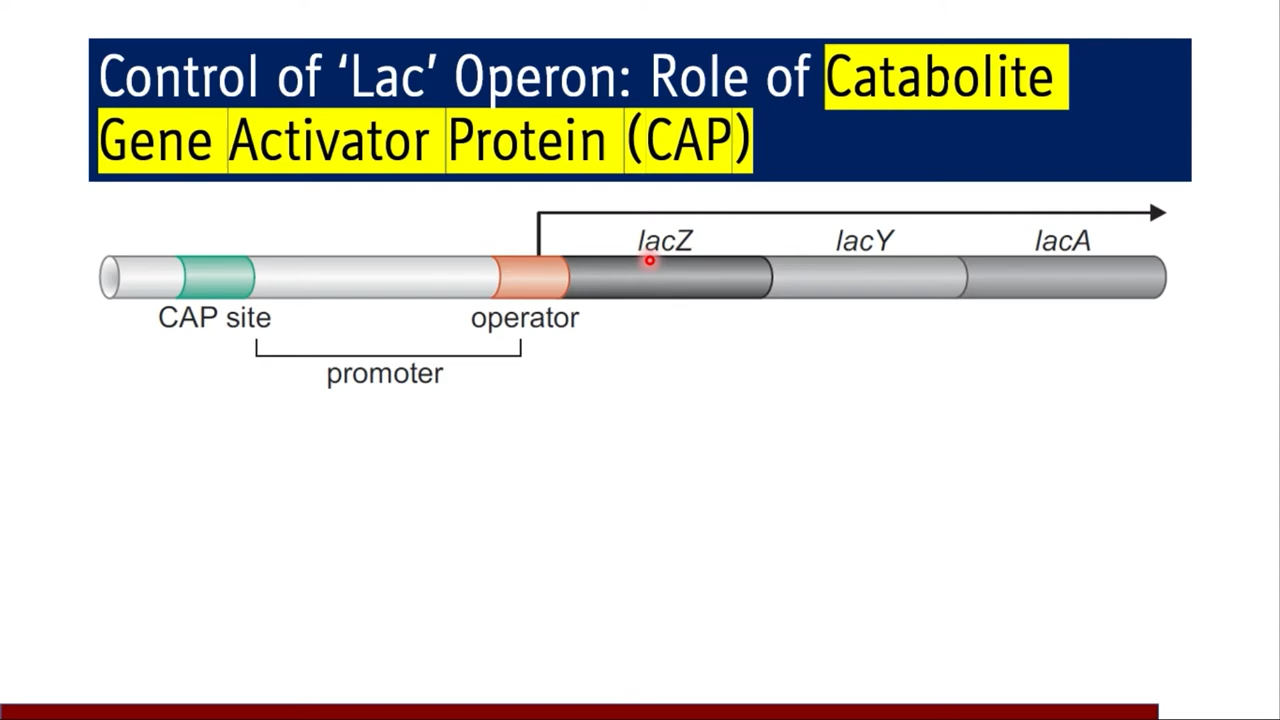 Control of ‘Lac’ Operon: Role of Catabolite
Gene Activator Protein (CAP)
lacZ lacY lacA
CAP site operator
promoter